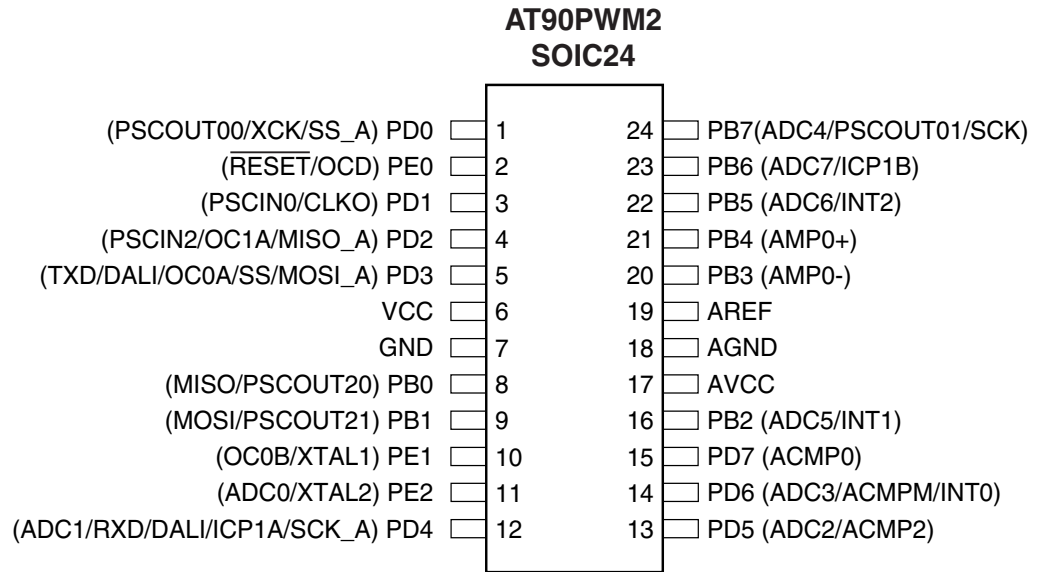 AT90PWM2
SOIC24
(PSCOUT00/XCK/SS_A) PD0 1 24 PB7(ADC4/PSCOUT01/SCK)
(RESET/OCD) PE0 2 23 PB6 (ADC7/ICP1B)
(PSCIN0/CLKO) PD1 3 22 PB5 (ADC6/INT2)
(PSCIN2/OC1A/MISO_A) PD2 4 21 PB4 (AMP0+)
(TXD/DALI/OC0A/SS/MOSI_A) PD3 5 20 PB3 (AMP0-)
VCC 6 19 AREF
GND 7 18 AGND
(MISO/PSCOUT20) PB0 8 17 AVCC
(MOSI/PSCOUT21) PB1 9 16 PB2 (ADC5/INT1)
(OC0B/XTAL1) PE1 10 15 PD7 (ACMP0)
(ADC0/XTAL2) PE2 11 14 PD6 (ADC3/ACMPM/INT0)
(ADC1/RXD/DALI/ICP1A/SCK_A) PD4 12 13 PD5 (ADC2/ACMP2)